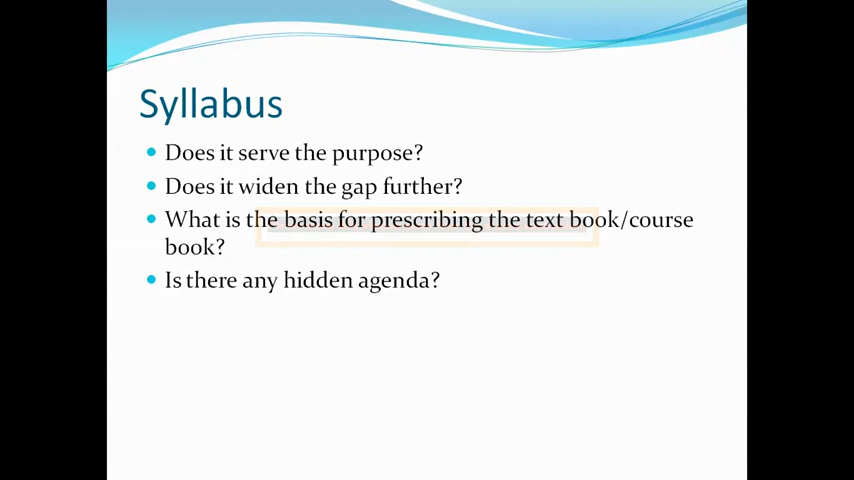 Syllabus
Does it serve the purpose?
Does it widen the gap further?
What is the basis for prescribing the text book/course
book?
Is there any hidden agenda?